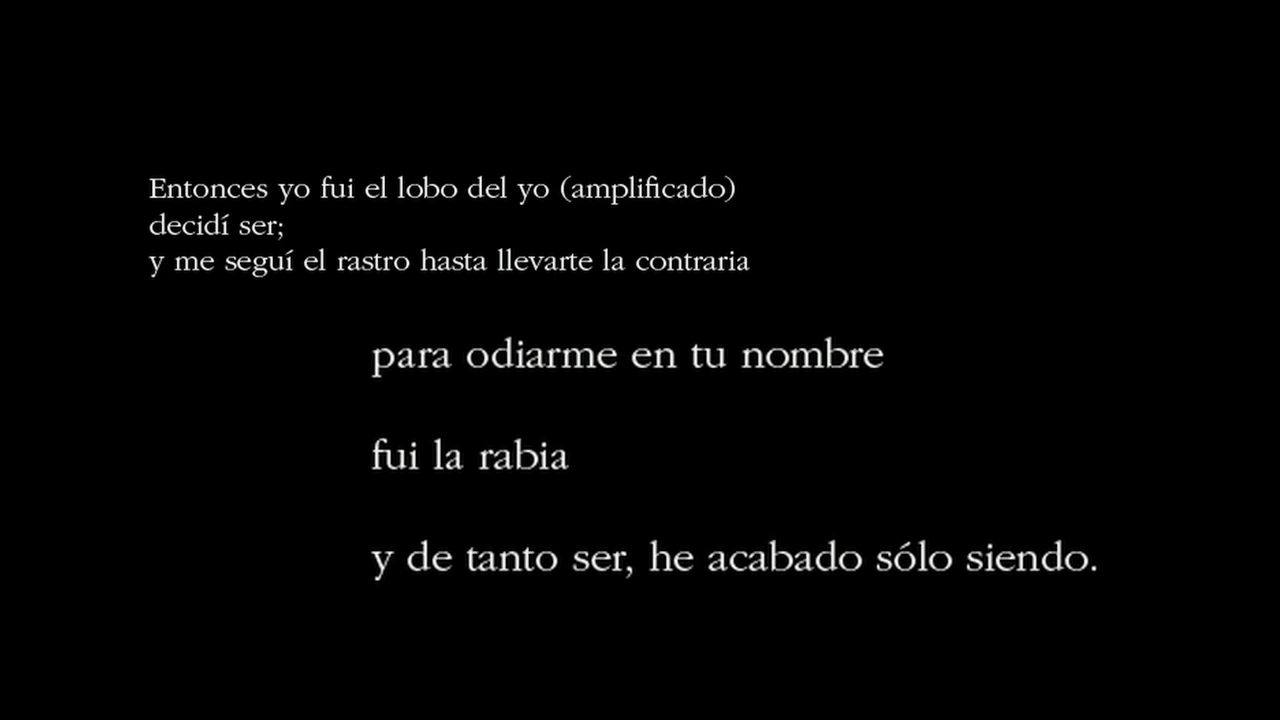 Entonces yo fui el lobo del yo (amplificado)
decidí ser;
y me seguí el rastro hasta llevarte la contraria
para odiarme en tu nombre
fui la rabia
y de tanto ser, he acabado sólo siendo.